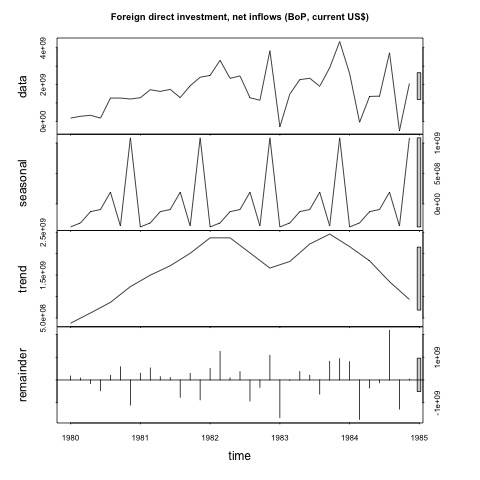 Foreign direct investment, net inflows (BoP, current US$)
data
0e+00 2e+09 4e+09
seasonal
0e+00 5e+08 1e+09
trend
5.0e+08 1.5e+09 2.5e+09
remainder
-1e+09 1e+09
1980 1981 1982 1983 1984 1985
time